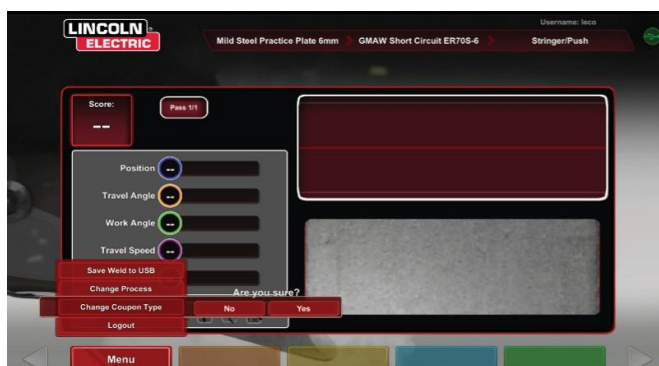 LINCOLN ®
ELECTRIC
Username: leco
Mild Steel Practice Plate 6mm
GMAW Short Circuit ER70S-6
Stringer/Push
Score:
--
Pass 1/1
Position --
Travel Angle --
Work Angle --
Travel Speed --
Save Weld to USB
Change Process
Are you sure?
Change Coupon Type
No
Yes
Logout
Menu